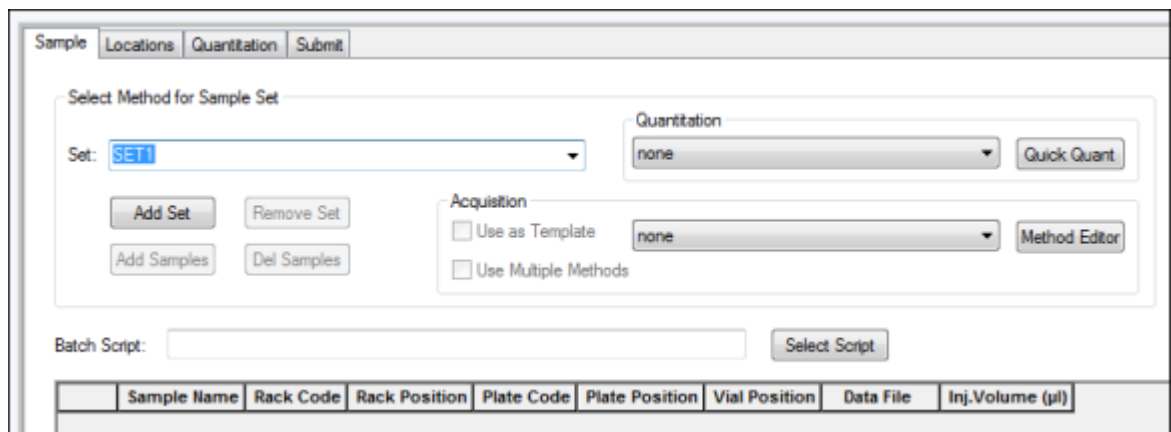 Sample Locations Quantitation Submit
Select Method for Sample Set
Quantitation
Set: SET1 none Quick Quant
Acquisition
Add Set Remove Set Use as Template none Method Editor
Add Samples Del Samples Use Multiple Methods
Batch Script: Select Script
Sample Name Rack Code Rack Position Plate Code Plate Position Vial Position Data File Inj.Volume (µl)